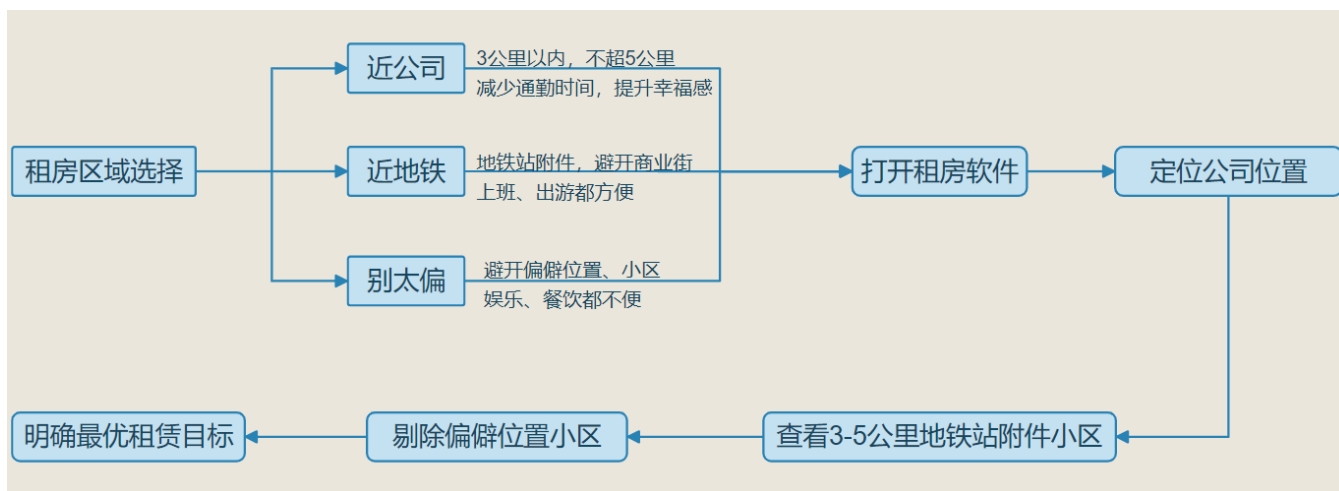 租房区域选择
近公司
3公里以内，不超5公里
减少通勤时间，提升幸福感
近地铁
地铁站附件，避开商业街
上班、出游都方便
别太偏
避开偏僻位置、小区
娱乐、餐饮都不便
打开租房软件
定位公司位置
查看3-5公里地铁站附件小区
剔除偏僻位置小区
明确最优租赁目标